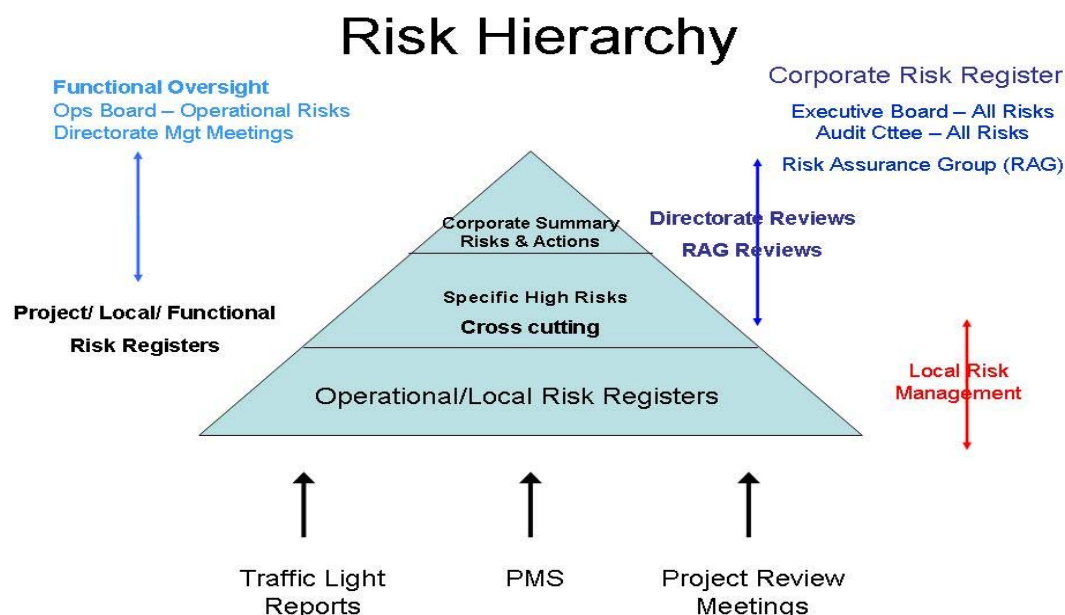 Risk Hierarchy
Functional Oversight
Ops Board – Operational Risks
Directorate Mgt Meetings
Corporate Risk Register
Executive Board – All Risks
Audit Cttee – All Risks
Risk Assurance Group (RAG)
Corporate Summary
Risks & Actions
Directorate Reviews
RAG Reviews
Project/ Local/ Functional
Risk Registers
Specific High Risks
Cross cutting
Operational/Local Risk Registers
Local Risk
Management
Traffic Light
Reports
PMS
Project Review
Meetings